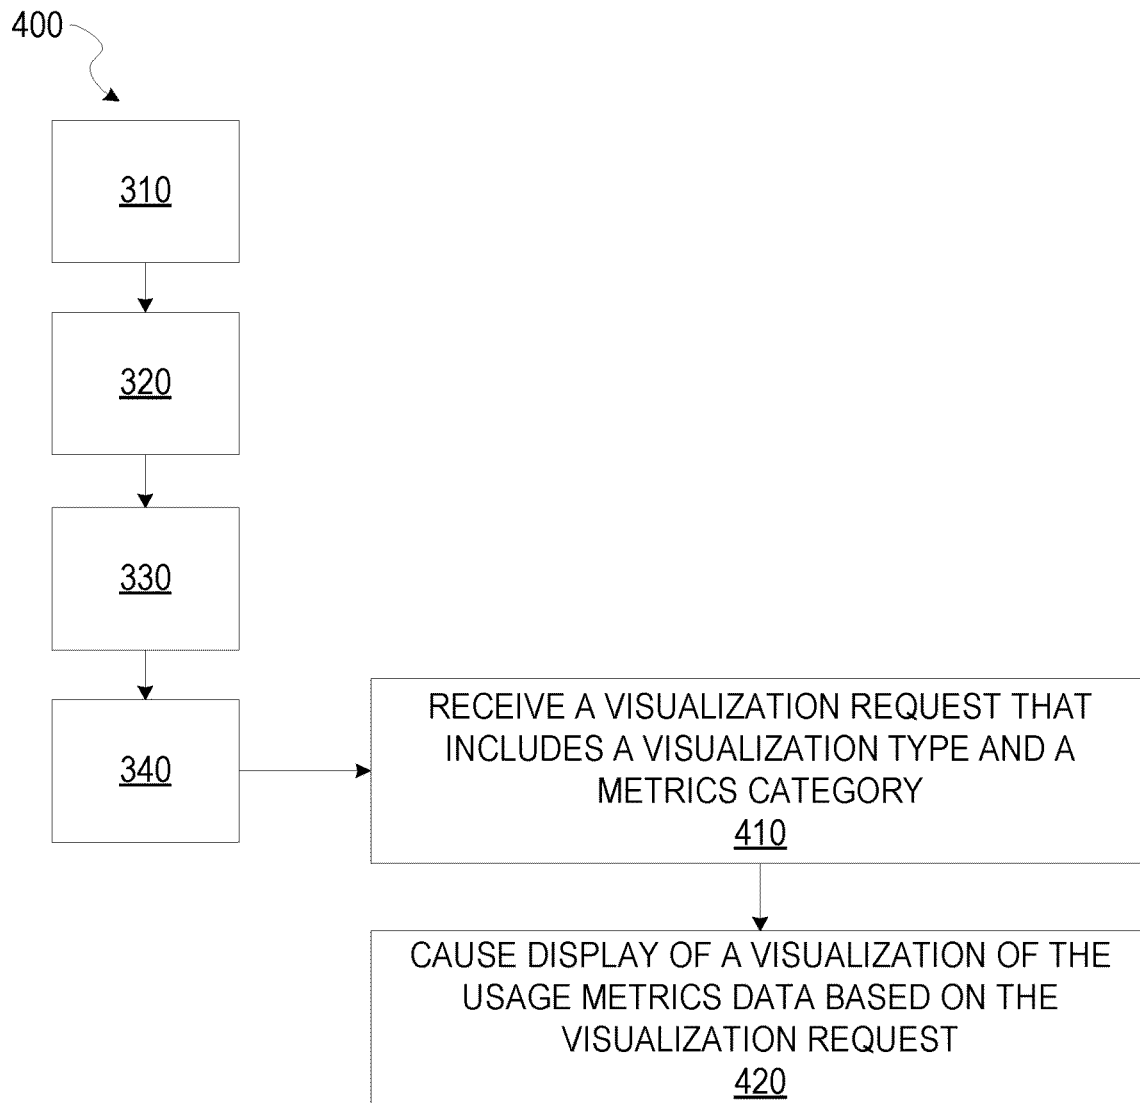 400
310
320
330
340
RECEIVE A VISUALIZATION REQUEST THAT
INCLUDES A VISUALIZATION TYPE AND A
METRICS CATEGORY
410
CAUSE DISPLAY OF A VISUALIZATION OF THE
USAGE METRICS DATA BASED ON THE
VISUALIZATION REQUEST
420